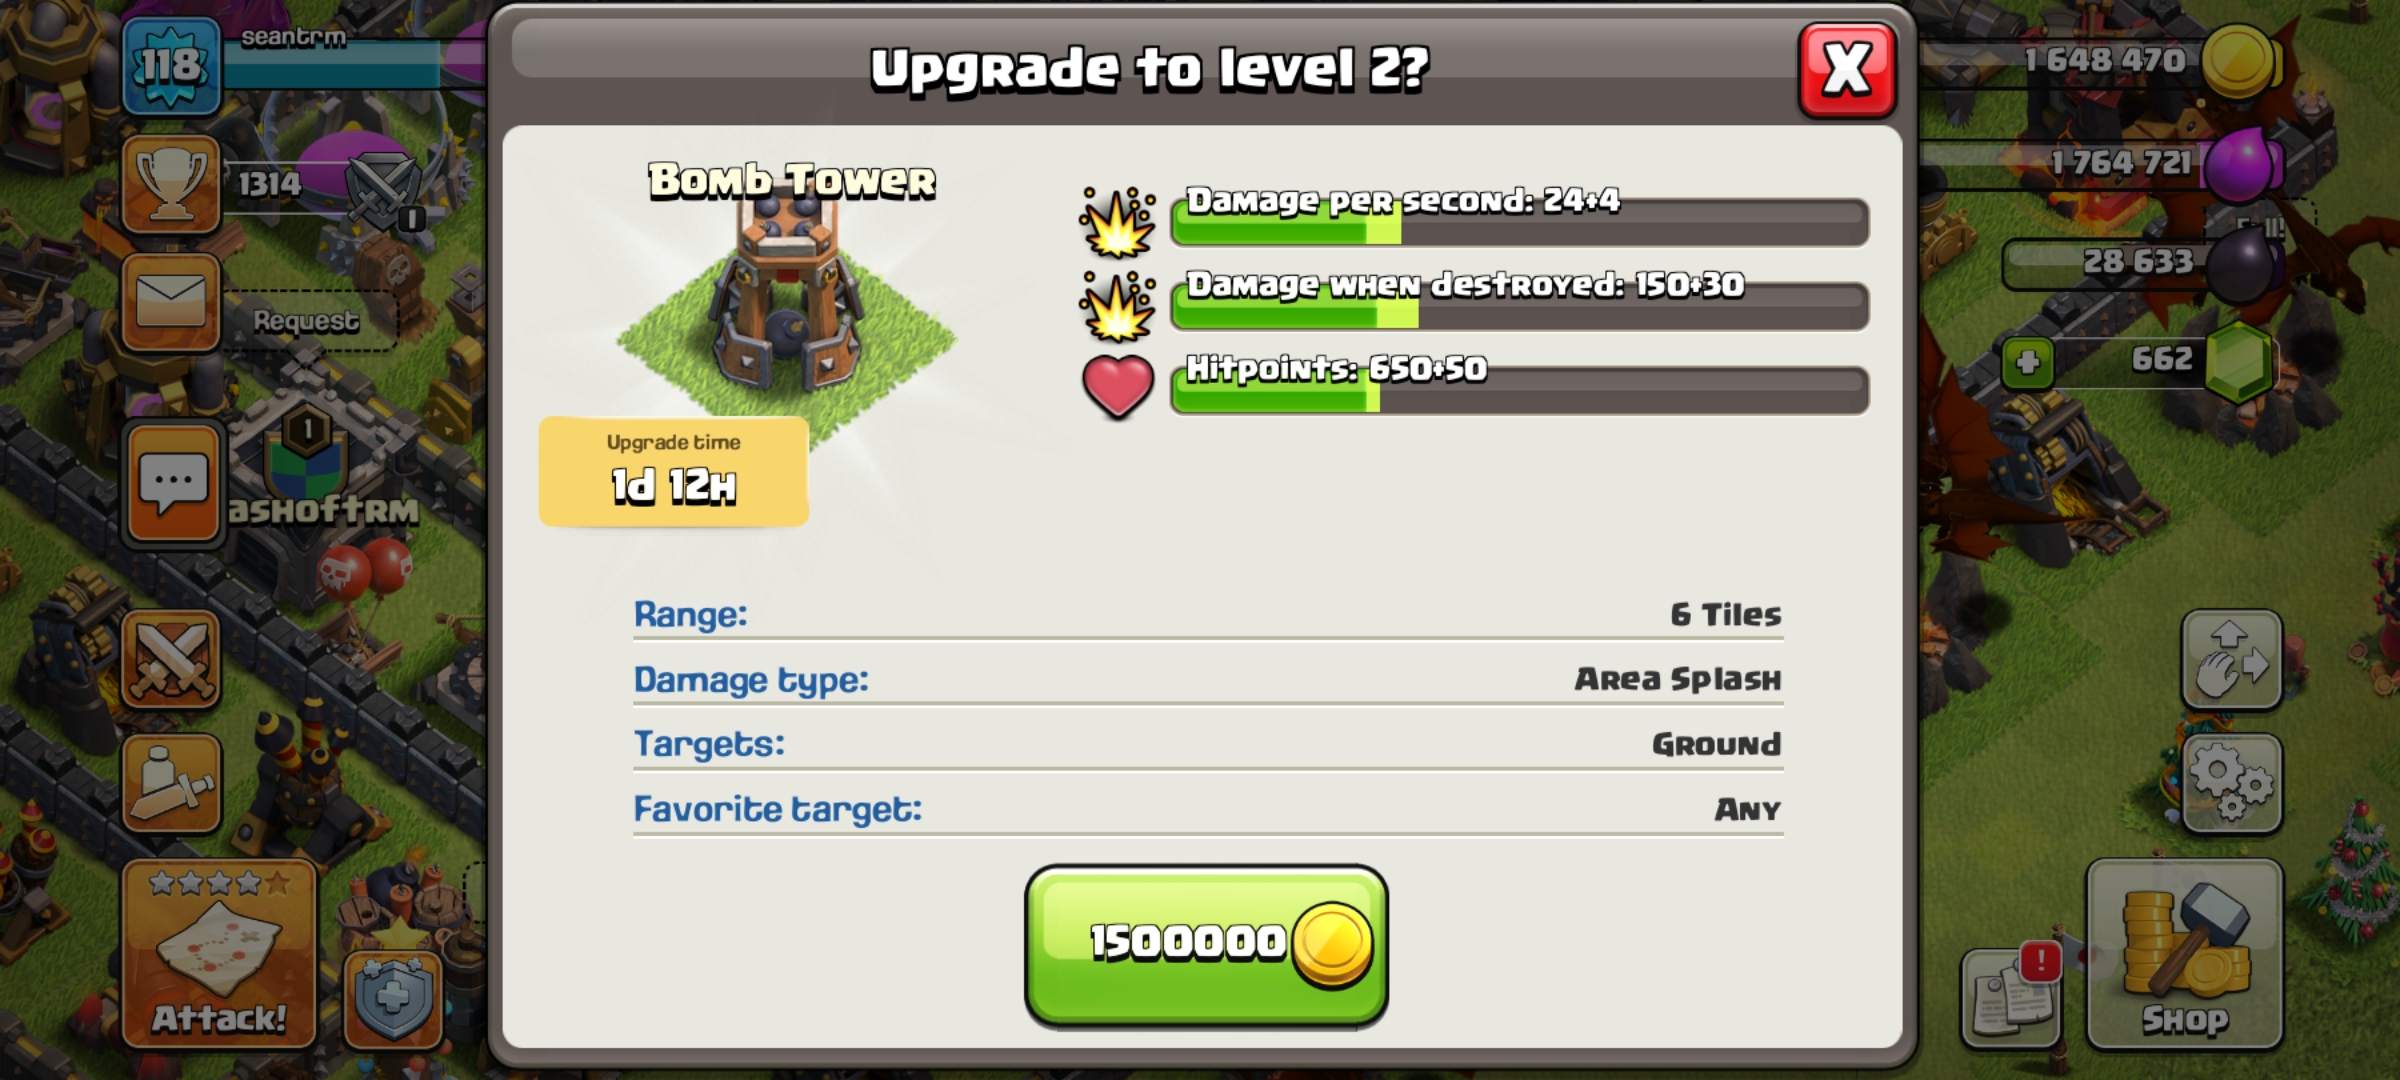 118
seantrm
1314
1
Request
1
ashoftrm
Attack!
Upgrade to level 2?
X
Bomb Tower
Upgrade time
1d 12H
Damage per second: 24+4
Damage when destroyed: 150+30
Hitpoints: 650+50
Range: 6 Tiles
Damage type: Area Splash
Targets: Ground
Favorite target: Any
1500000
1 648 470
1 764 721
28 633
+ 662
!
Shop